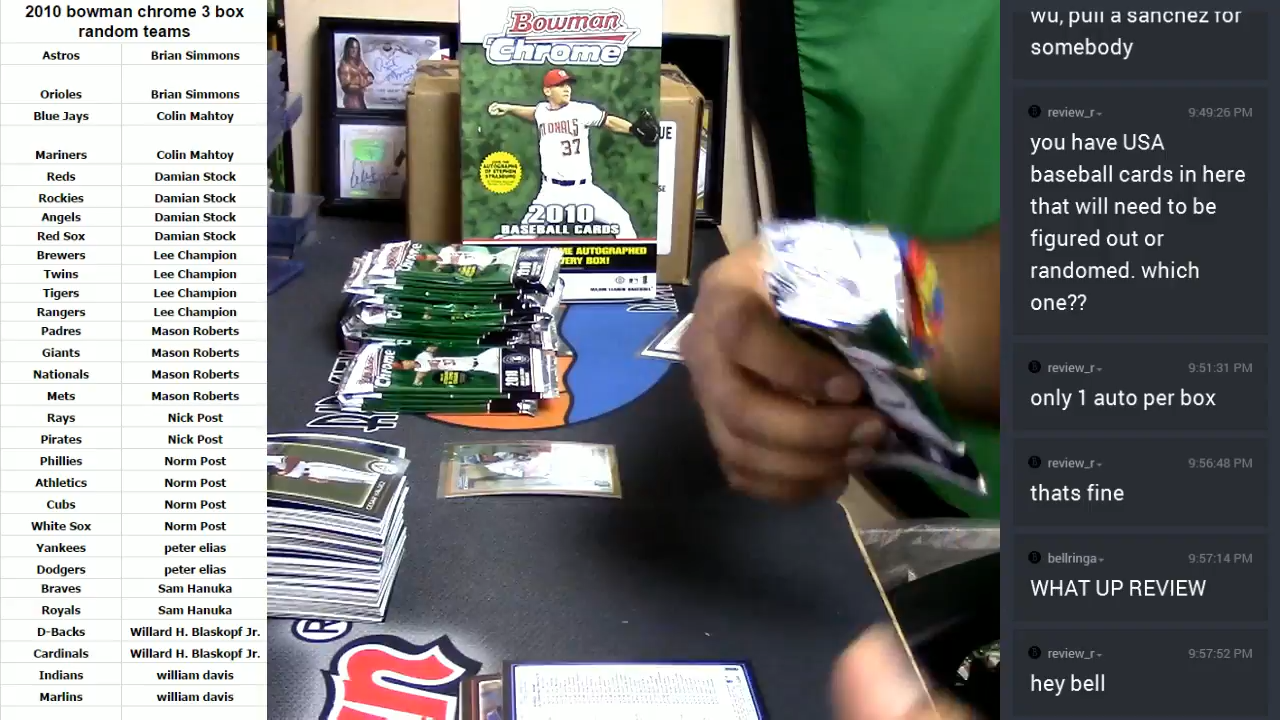 2010 bowman chrome 3 box
random teams
Astros Brian Simmons
Orioles Brian Simmons
Blue Jays Colin Mahtoy
Mariners Colin Mahtoy
Reds Damian Stock
Rockies Damian Stock
Angels Damian Stock
Red Sox Damian Stock
Brewers Lee Champion
Twins Lee Champion
Tigers Lee Champion
Rangers Lee Champion
Padres Mason Roberts
Giants Mason Roberts
Nationals Mason Roberts
Mets Mason Roberts
Rays Nick Post
Pirates Nick Post
Phillies Norm Post
Athletics Norm Post
Cubs Norm Post
White Sox Norm Post
Yankees peter elias
Dodgers peter elias
Braves Sam Hanuka
Royals Sam Hanuka
D-Backs Willard H. Blaskopf Jr.
Cardinals Willard H. Blaskopf Jr.
Indians william davis
Marlins william davis
Bowman
Chrome
37
2010
BASEBALL CARDS
ME AUTOGRAPHED
VERY BOX!
Chrome
wu, pull a sanchez for
somebody
review_r 9:49:26 PM
you have USA
baseball cards in here
that will need to be
figured out or
randomed. which
one??
review_r 9:51:31 PM
only 1 auto per box
review_r 9:56:48 PM
thats fine
bellringa 9:57:14 PM
WHAT UP REVIEW
review_r 9:57:52 PM
hey bell